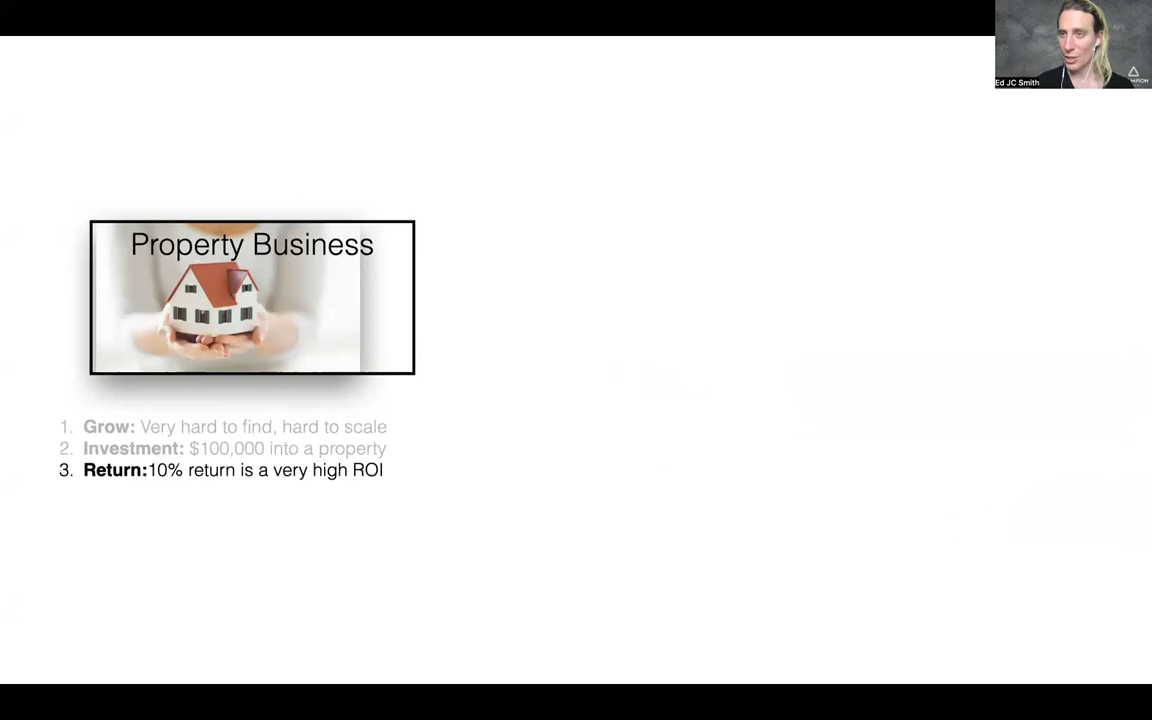 Ed JC Smith
Property Business
1. Grow: Very hard to find, hard to scale
2. Investment: $100,000 into a property
3. Return:10% return is a very high ROI